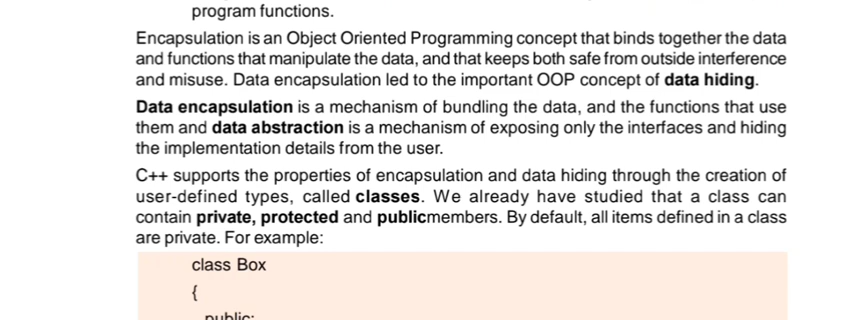 program functions.
Encapsulation is an Object Oriented Programming concept that binds together the data
and functions that manipulate the data, and that keeps both safe from outside interference
and misuse. Data encapsulation led to the important OOP concept of data hiding.
Data encapsulation is a mechanism of bundling the data, and the functions that use
them and data abstraction is a mechanism of exposing only the interfaces and hiding
the implementation details from the user.
C++ supports the properties of encapsulation and data hiding through the creation of
user-defined types, called classes. We already have studied that a class can
contain private, protected and publicmembers. By default, all items defined in a class
are private. For example:
class Box
{
public: